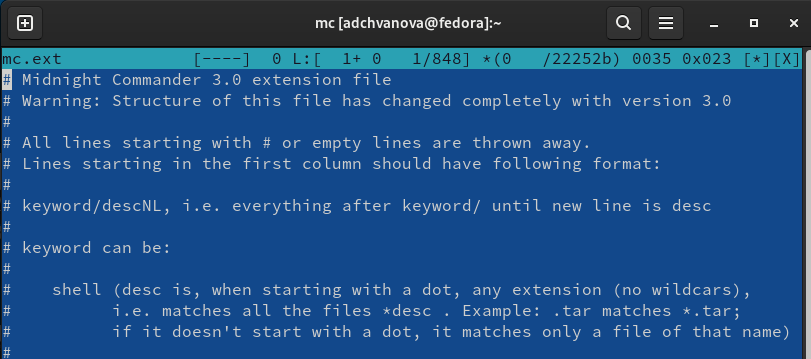 mc [adchvanova@fedora]:~
mc.ext [----] 0 L:[ 1+ 0 1/848] *(0 /22252b) 0035 0x023 [*][X]
# Midnight Commander 3.0 extension file
# Warning: Structure of this file has changed completely with version 3.0
#
# All lines starting with # or empty lines are thrown away.
# Lines starting in the first column should have following format:
#
# keyword/descNL, i.e. everything after keyword/ until new line is desc
#
# keyword can be:
#
# shell (desc is, when starting with a dot, any extension (no wildcars),
# i.e. matches all the files *desc . Example: .tar matches *.tar;
# if it doesn't start with a dot, it matches only a file of that name)
#